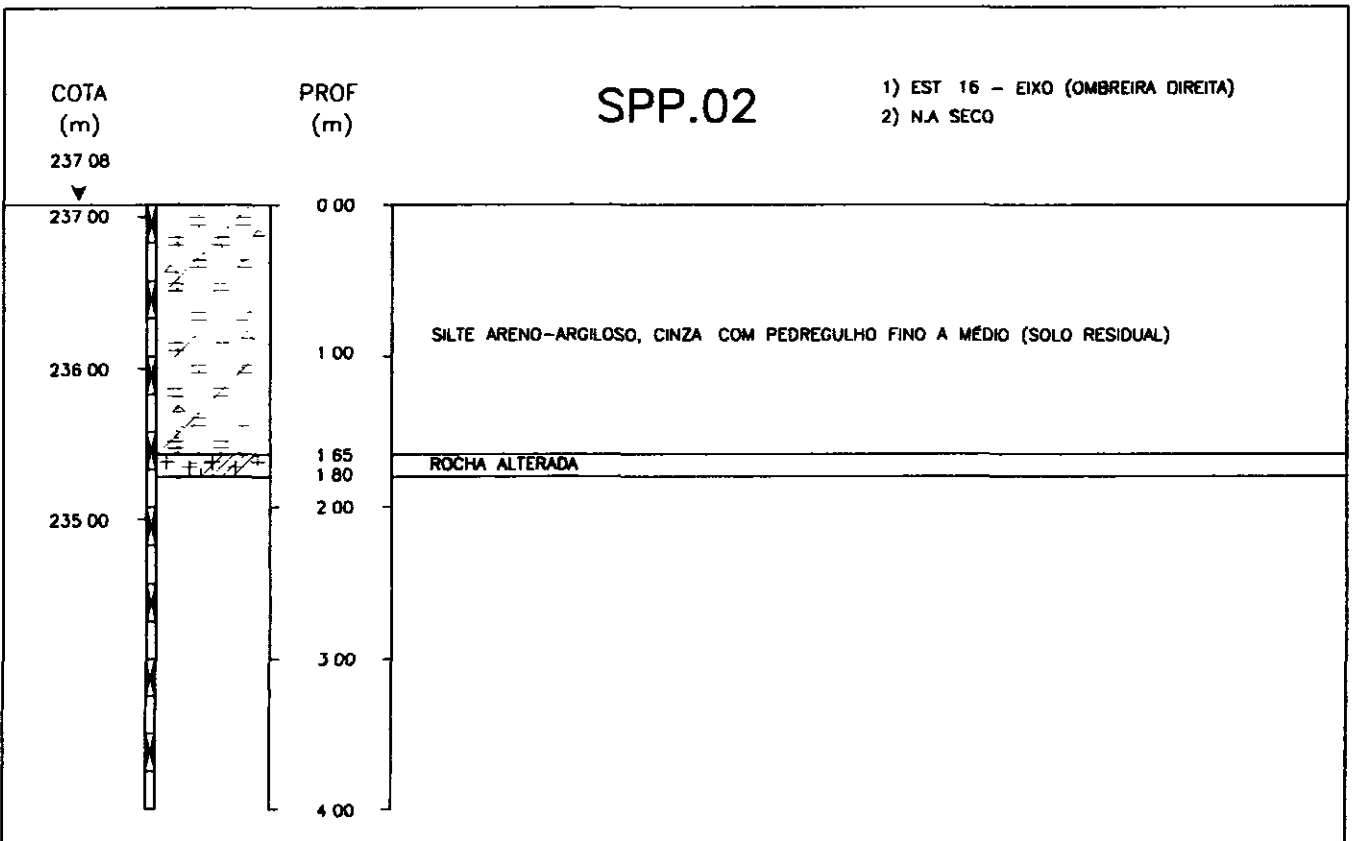 COTA
(m)
237 08
PROF
(m)
SPP.02
1) EST 16 – EIXO (OMBREIRA DIREITA)
2) N.A SECO
237 00
0 00
SILTE ARENO-ARGILOSO, CINZA COM PEDREGULHO FINO A MÉDIO (SOLO RESIDUAL)
1 00
236 00
1 65
ROCHA ALTERADA
1 80
2 00
235 00
3 00
4 00